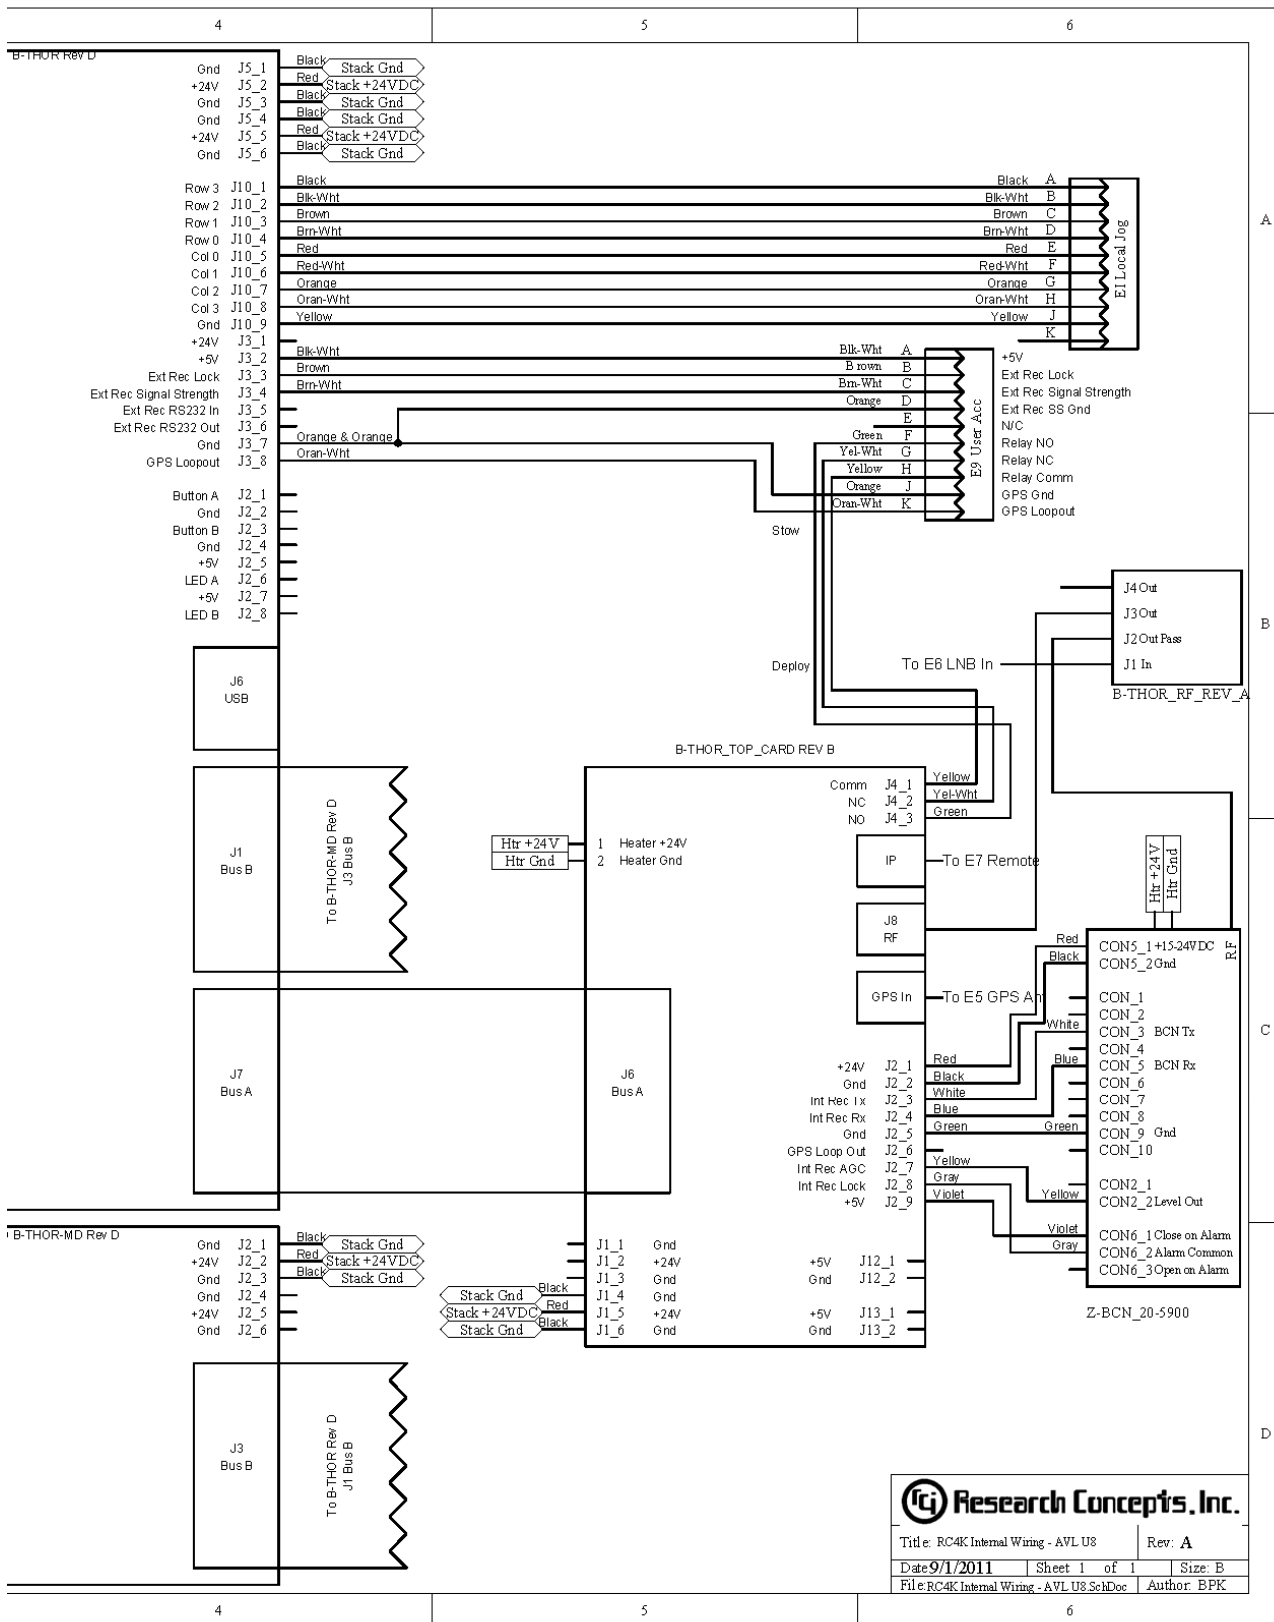 4 5 6
B-THOR Rev D
Gnd J5_1 Black Stack Gnd
+24V J5_2 Red Stack +24VDC
Gnd J5_3 Black Stack Gnd
Gnd J5_4 Black Stack Gnd
+24V J5_5 Red Stack +24VDC
Gnd J5_6 Black Stack Gnd
Row 3 J10_1 Black Black A
Row 2 J10_2 Blk-Wht Blk-Wht B
Row 1 J10_3 Brown Brown C
Row 0 J10_4 Brn-Wht Brn-Wht D
Col 0 J10_5 Red Red E
Col 1 J10_6 Red-Wht Red-Wht F
Col 2 J10_7 Orange Orange G
Col 3 J10_8 Oran-Wht Oran-Wht H
Gnd J10_9 Yellow Yellow J
K
E1 Local Jog
A
+24V J3_1
+5V J3_2 Blk-Wht Blk-Wht A +5V
Ext Rec Lock J3_3 Brown Brown B Ext Rec Lock
Ext Rec Signal Strength J3_4 Brn-Wht Brn-Wht C Ext Rec Signal Strength
Ext Rec RS232 In J3_5 Orange D Ext Rec SS Gnd
Ext Rec RS232 Out J3_6 E N/C
Gnd J3_7 Orange & Orange Green F Relay NO
GPS Loopout J3_8 Oran-Wht Yel-Wht G Relay NC
Yellow H Relay Comm
Orange J GPS Gnd
Oran-Wht K GPS Loopout
E9 User Acc
Button A J2_1
Gnd J2_2
Button B J2_3
Gnd J2_4
+5V J2_5
LED A J2_6
+5V J2_7
LED B J2_8
Stow
Deploy
J4 Out
J3 Out
J2 Out Pass
J1 In
To E6 LNB In
B-THOR_RF_REV_A
B
J6
USB
B-THOR_TOP_CARD REV B
Comm J4_1 Yellow
NC J4_2 Yel-Wht
NO J4_3 Green
Htr +24V 1 Heater +24V
Htr Gnd 2 Heater Gnd
J1
Bus B
To B-THOR-MD Rev D
J3 Bus B
IP To E7 Remote
J8
RF
GPS In To E5 GPS An
Htr +24V
Htr Gnd
RF
Red CON5_1 +15-24VDC
Black CON5_2 Gnd
CON_1
CON_2
White CON_3 BCN Tx
CON_4
Blue CON_5 BCN Rx
CON_6
CON_7
CON_8
Green CON_9 Gnd
CON_10
CON2_1
Yellow CON2_2 Level Out
Violet CON6_1 Close on Alarm
Gray CON6_2 Alarm Common
CON6_3 Open on Alarm
Z-BCN_20-5900
C
J7
Bus A
J6
Bus A
+24V J2_1 Red
Gnd J2_2 Black
Int Rec Tx J2_3 White
Int Rec Rx J2_4 Blue
Gnd J2_5 Green
GPS Loop Out J2_6
Int Rec AGC J2_7 Yellow
Int Rec Lock J2_8 Gray
+5V J2_9 Violet
B-THOR-MD Rev D
Gnd J2_1 Black Stack Gnd
+24V J2_2 Red Stack +24VDC
Gnd J2_3 Black Stack Gnd
Gnd J2_4
+24V J2_5
Gnd J2_6
J1_1 Gnd
J1_2 +24V
J1_3 Gnd
Stack Gnd Black J1_4 Gnd
Stack +24VDC Red J1_5 +24V
Stack Gnd Black J1_6 Gnd
+5V J12_1
Gnd J12_2
+5V J13_1
Gnd J13_2
J3
Bus B
To B-THOR Rev D
J1 Bus B
D
rci Research Concepts, Inc.
Title: RC4K Internal Wiring - AVL U8 Rev: A
Date 9/1/2011 Sheet 1 of 1 Size: B
File: RC4K Internal Wiring - AVL U8.SchDoc Author: BPK
4 5 6